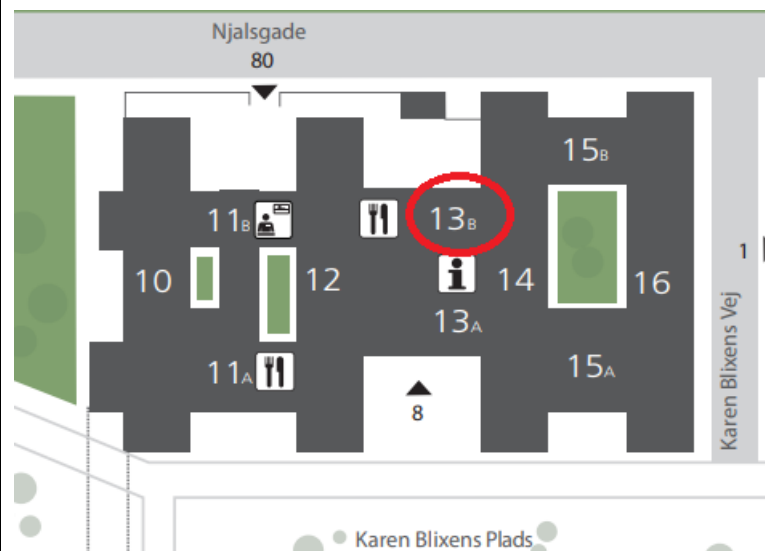 Njalsgade
80
15B
11B
13B
1
10
12
14
16
13A
11A
15A
8
Karen Blixens Vej
Karen Blixens Plads